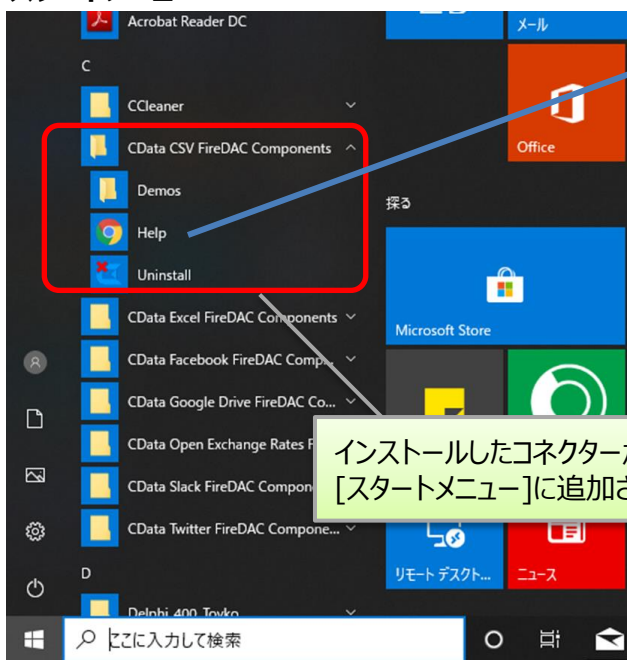 Acrobat Reader DC
メール
C
CCleaner
CData CSV FireDAC Components
Office
Demos
探る
Help
Uninstall
CData Excel FireDAC Components
Microsoft Store
CData Facebook FireDAC Comp...
CData Google Drive FireDAC Co...
CData Open Exchange Rates F
インストールしたコネクター
[スタートメニュー]に追加さ
CData Slack FireDAC Compon
CData Twitter FireDAC Compone...
リモート デスクト...
ニュース
D
Delphi 400 Toyko
ここに入力して検索